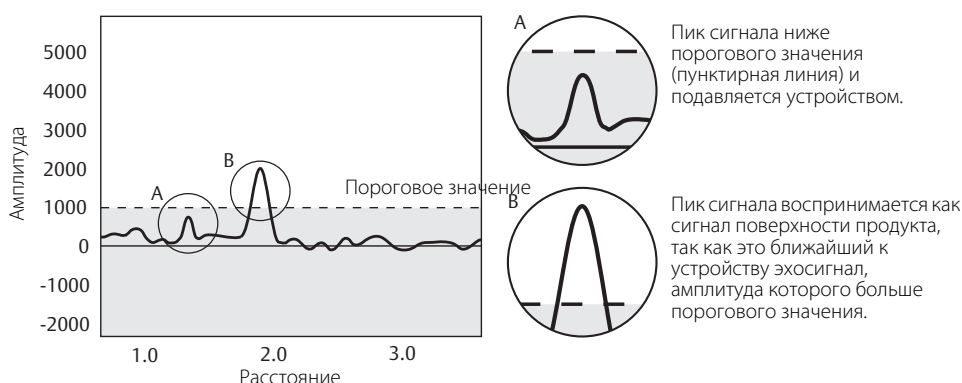 5000
4000
3000
2000
1000
0
-1000
-2000
Амплитуда
A
B
Пороговое значение
1.0 2.0 3.0
Расстояние
A
Пик сигнала ниже
порогового значения
(пунктирная линия) и
подавляется устройством.
B
Пик сигнала воспринимается как
сигнал поверхности продукта,
так как это ближайший к
устройству эхосигнал,
амплитуда которого больше
порогового значения.